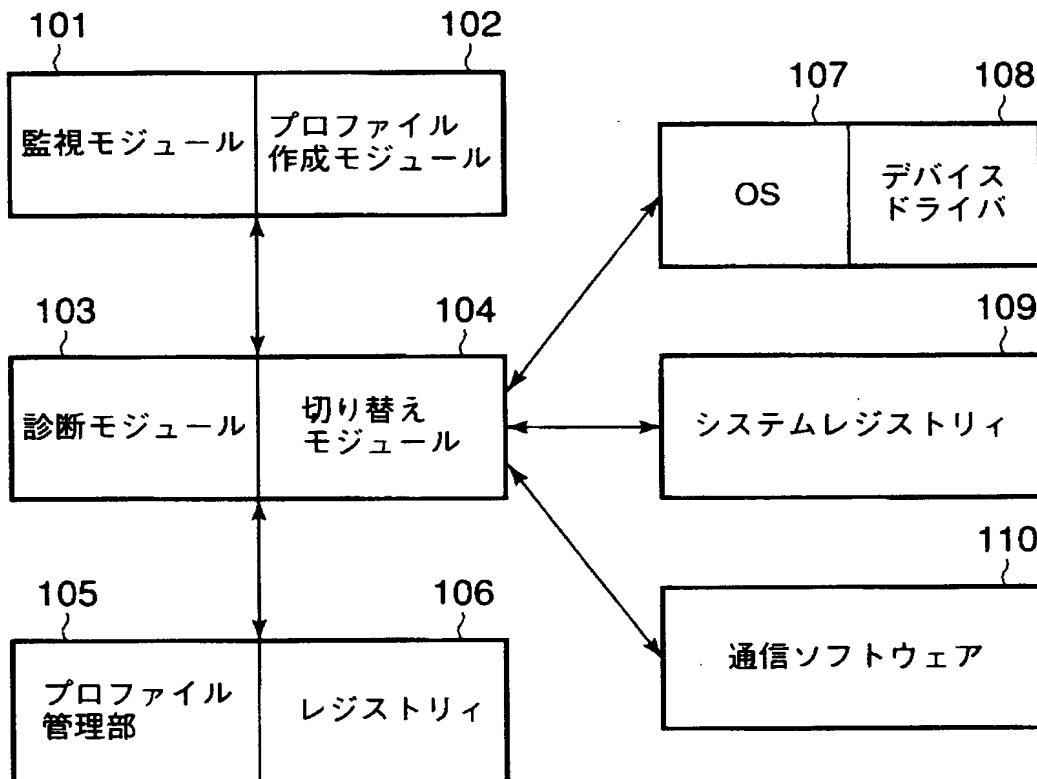 101
102
監視モジュール
プロファイル
作成モジュール
107
108
OS
デバイス
ドライバ
103
104
診断モジュール
切り替え
モジュール
109
システムレジストリィ
105
106
プロファイル
管理部
レジストリィ
110
通信ソフトウェア